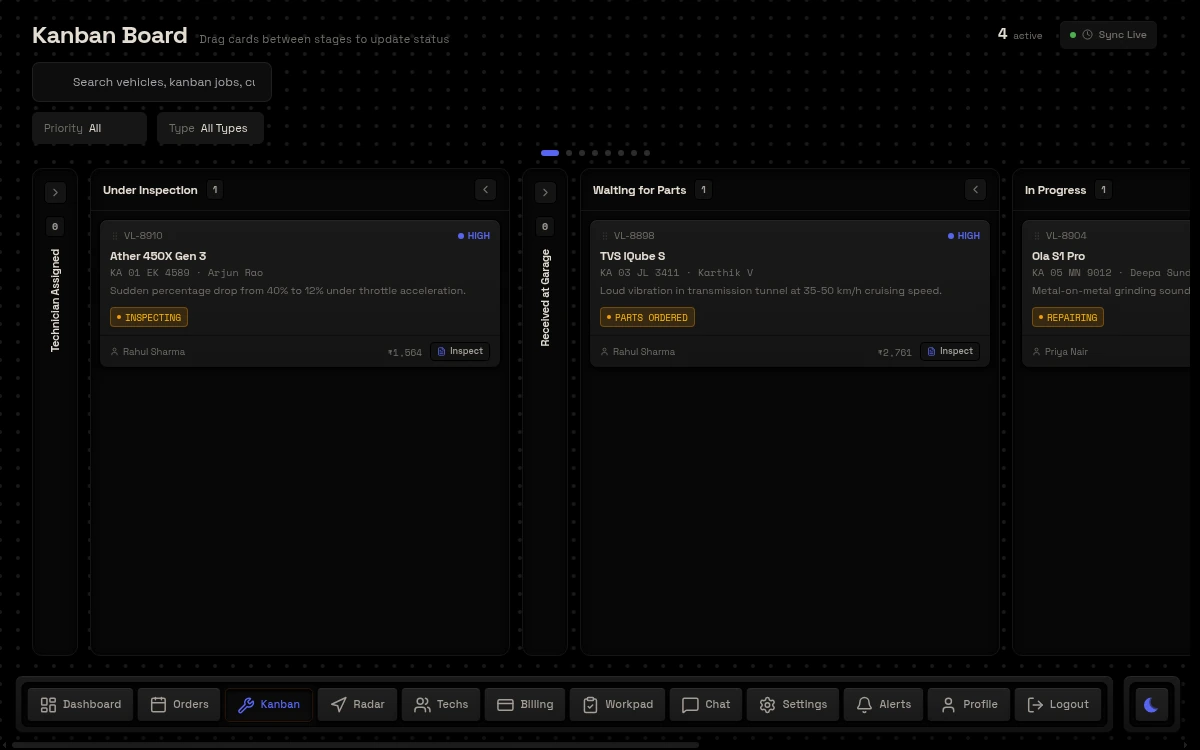 Kanban Board Drag cards between stages to update status
4 active Sync Live
Search vehicles, kanban jobs, cu
Priority All
Type All Types
0
Technician Assigned
Under Inspection 1
VL-8910 HIGH
Ather 450X Gen 3
KA 01 EK 4589 · Arjun Rao
Sudden percentage drop from 40% to 12% under throttle acceleration.
INSPECTING
Rahul Sharma ₹1,564 Inspect
0
Received at Garage
Waiting for Parts 1
VL-8898 HIGH
TVS iQube S
KA 03 JL 3411 · Karthik V
Loud vibration in transmission tunnel at 35-50 km/h cruising speed.
PARTS ORDERED
Rahul Sharma ₹2,761 Inspect
In Progress 1
VL-8904
Ola S1 Pro
KA 05 MN 9012 · Deepa Sund
Metal-on-metal grinding sound
REPAIRING
Priya Nair
Dashboard Orders Kanban Radar Techs Billing Workpad Chat Settings Alerts Profile Logout